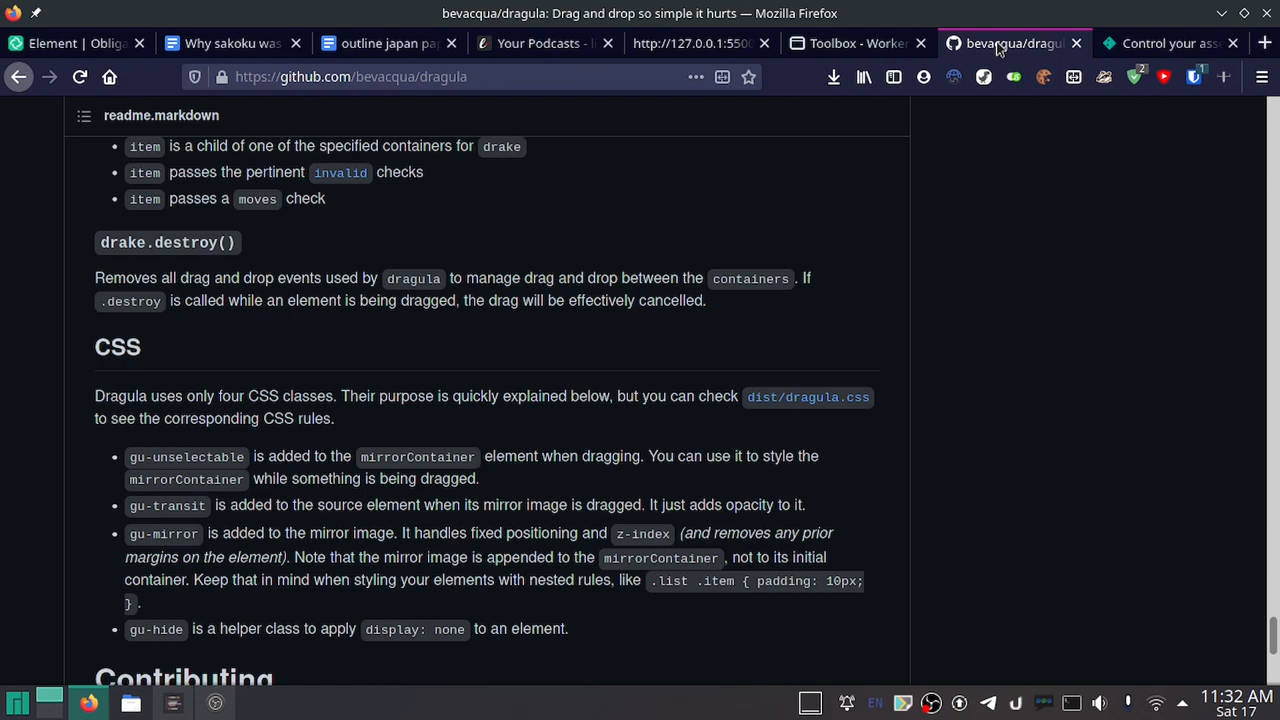 bevacqua/dragula: Drag and drop so simple it hurts — Mozilla Firefox
Element | Obliga
Why sakoku was
outline japan pa
Your Podcasts - l
http://127.0.0.1:5500
Toolbox - Worker
bevacqua/dragul
Control your ass
https://github.com/bevacqua/dragula
2
1
readme.markdown
• item is a child of one of the specified containers for drake
• item passes the pertinent invalid checks
• item passes a moves check
drake.destroy()
Removes all drag and drop events used by dragula to manage drag and drop between the containers. If
.destroy is called while an element is being dragged, the drag will be effectively cancelled.
CSS
Dragula uses only four CSS classes. Their purpose is quickly explained below, but you can check dist/dragula.css
to see the corresponding CSS rules.
• gu-unselectable is added to the mirrorContainer element when dragging. You can use it to style the
mirrorContainer while something is being dragged.
• gu-transit is added to the source element when its mirror image is dragged. It just adds opacity to it.
• gu-mirror is added to the mirror image. It handles fixed positioning and z-index (and removes any prior
margins on the element). Note that the mirror image is appended to the mirrorContainer, not to its initial
container. Keep that in mind when styling your elements with nested rules, like .list .item { padding: 10px;
}.
• gu-hide is a helper class to apply display: none to an element.
Contributing
EN
11:32 AM
Sat 17